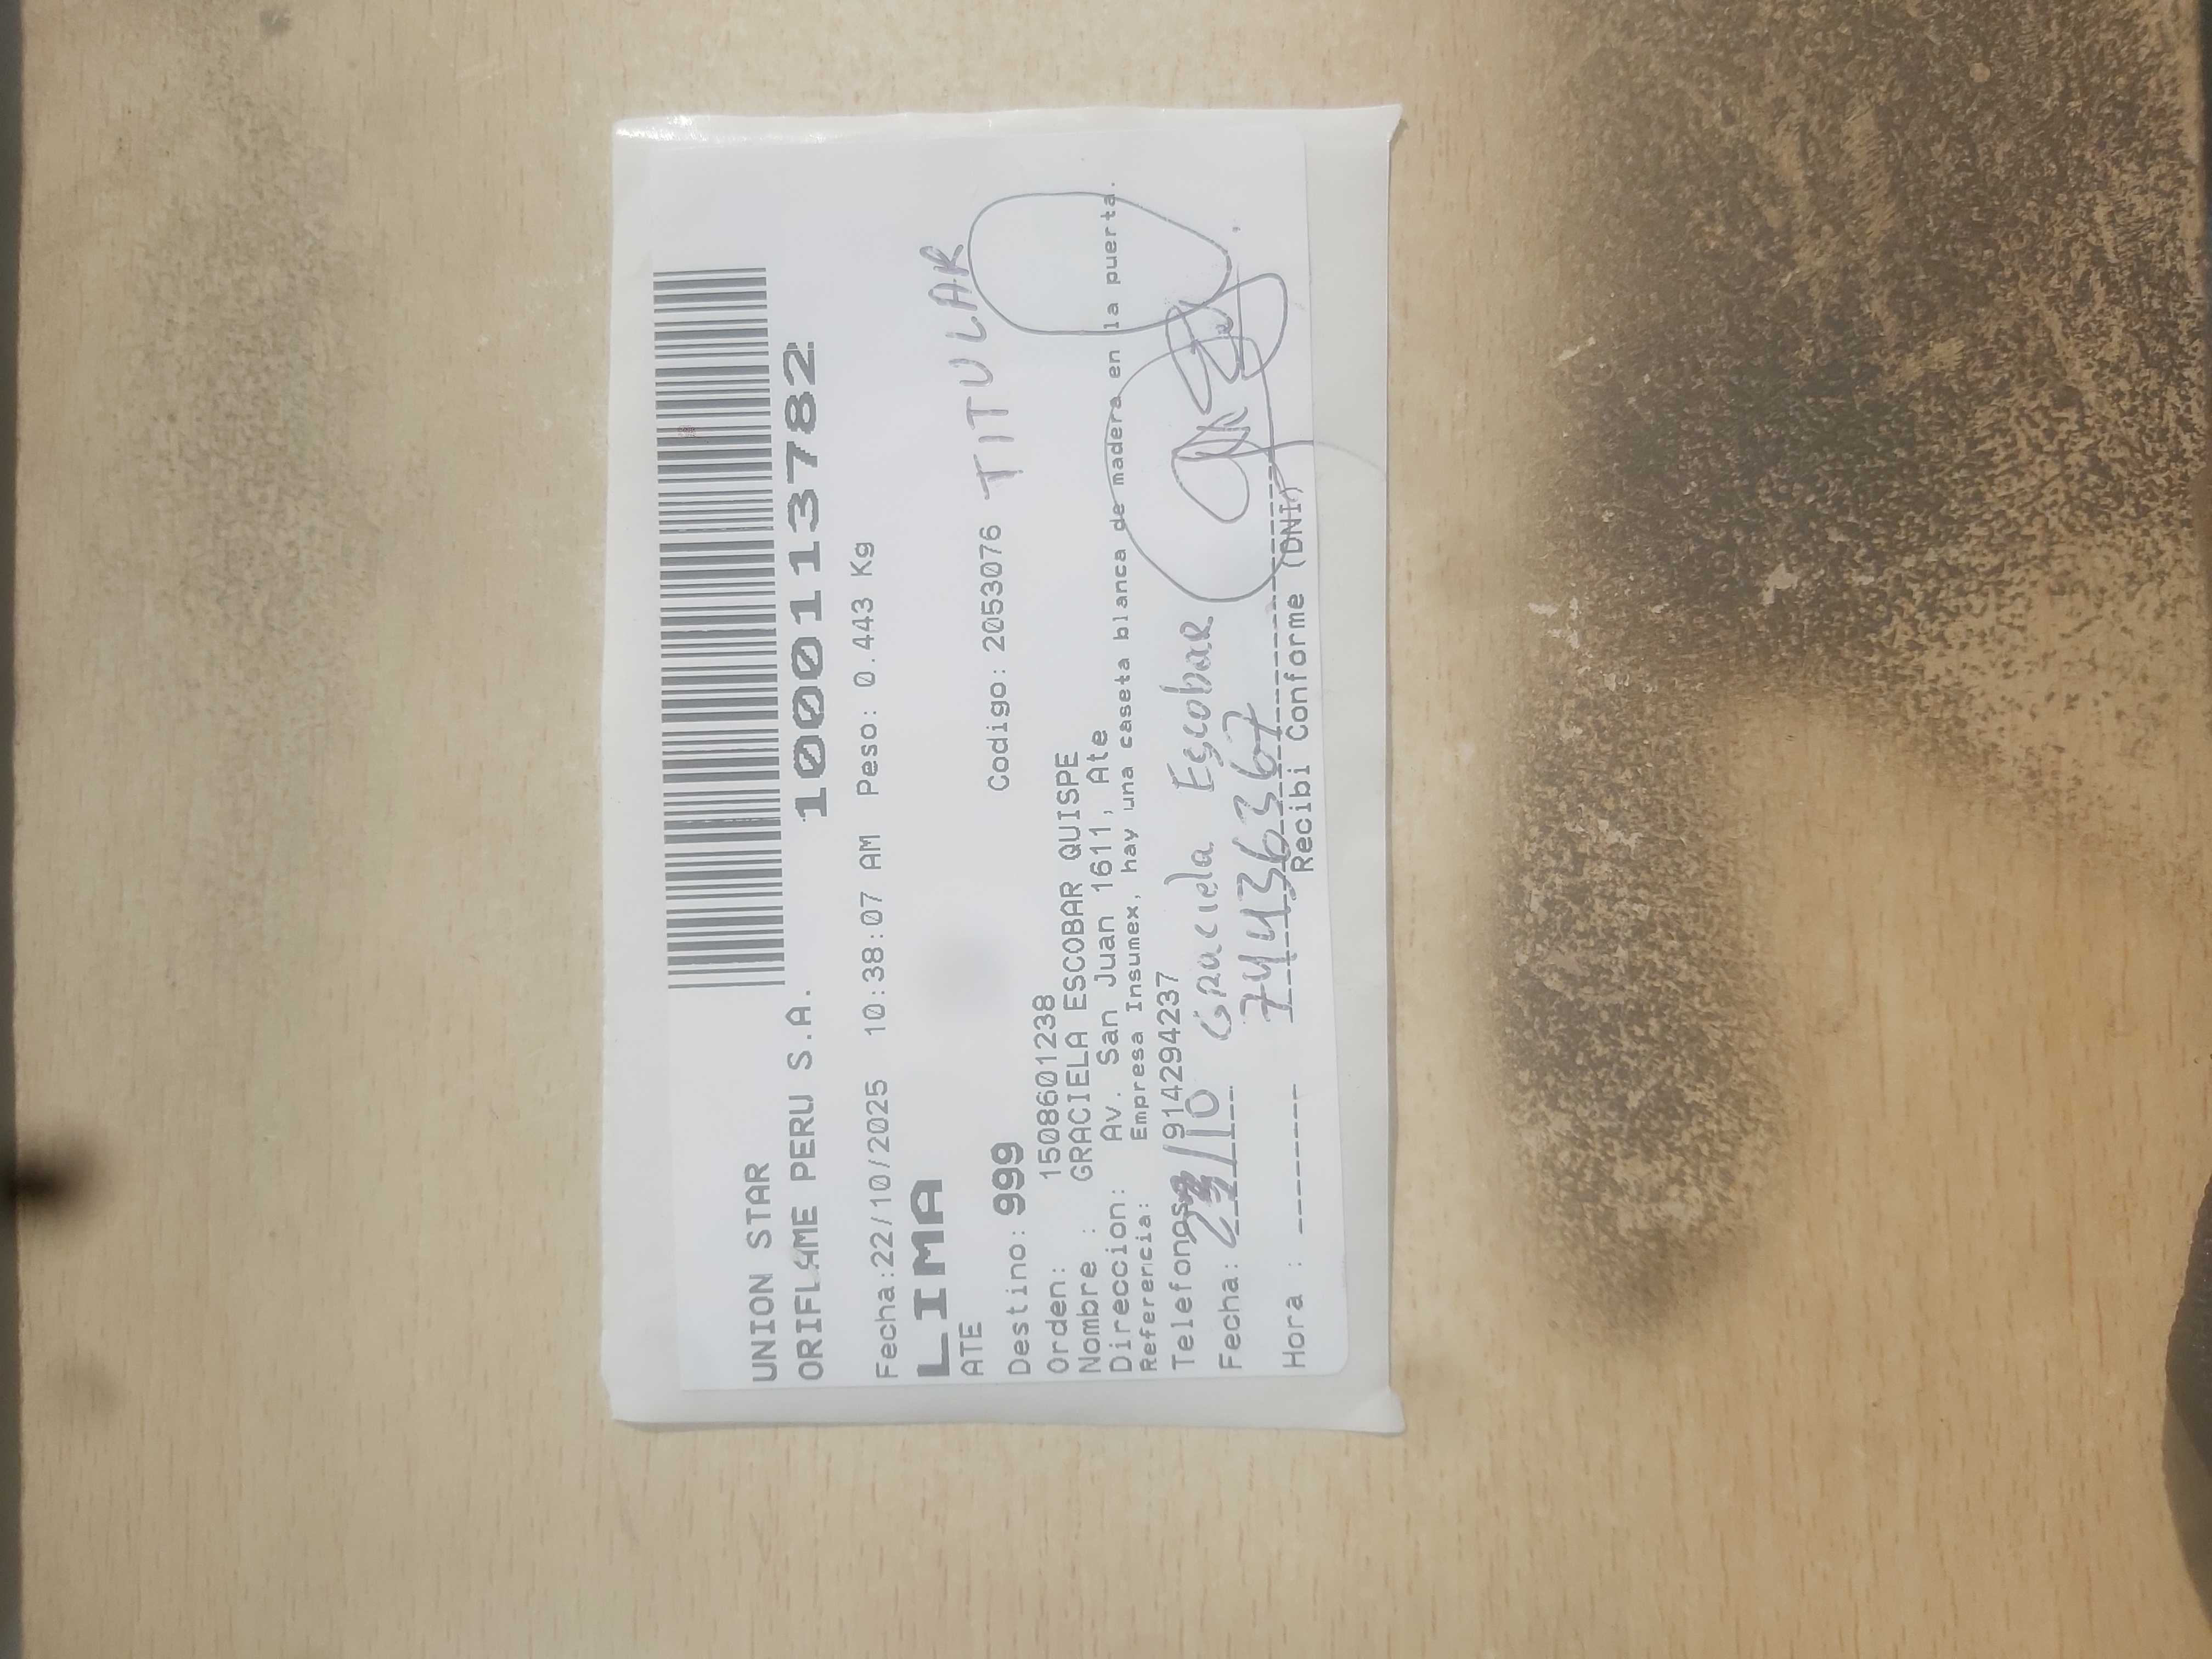 UNION STAR
ORIFLAME PERU S.A.
1000113782
Fecha:22/10/2025 10:38:07 AM Peso: 0.443 Kg
LIMA
ATE
Destino: 999 Codigo: 2053076 TITULAR
Orden: 1508601238
Nombre : GRACIELA ESCOBAR QUISPE
Direccion: Av. San Juan 1611, Ate
Referencia: Empresa Insumex, hay una caseta blanca de madera en la puerta.
Telefonos /914294237
Fecha: /10 Graciela Escobar
74436367
Hora :
Recibi Conforme (DNI)